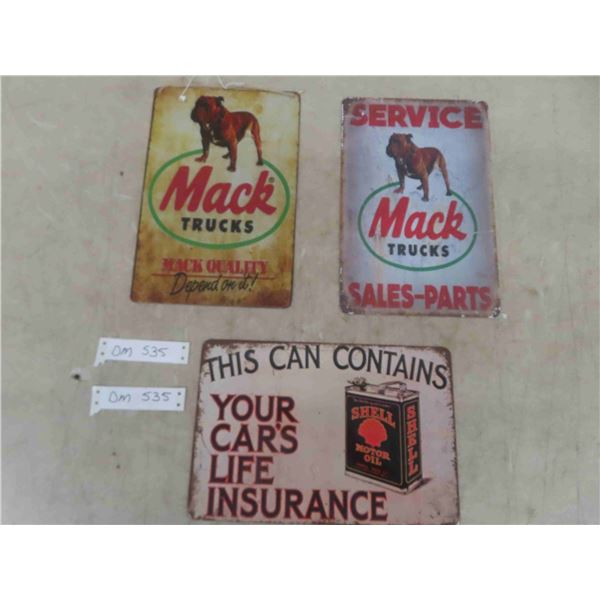 Mack®
TRUCKS
MACK QUALITY
Depend on it!
SERVICE
Mack
TRUCKS
SALES-PARTS
DM 535
DM 535
THIS CAN CONTAINS
YOUR
CAR'S
LIFE
INSURANCE
SHELL
MOTOR
OIL
SHELL